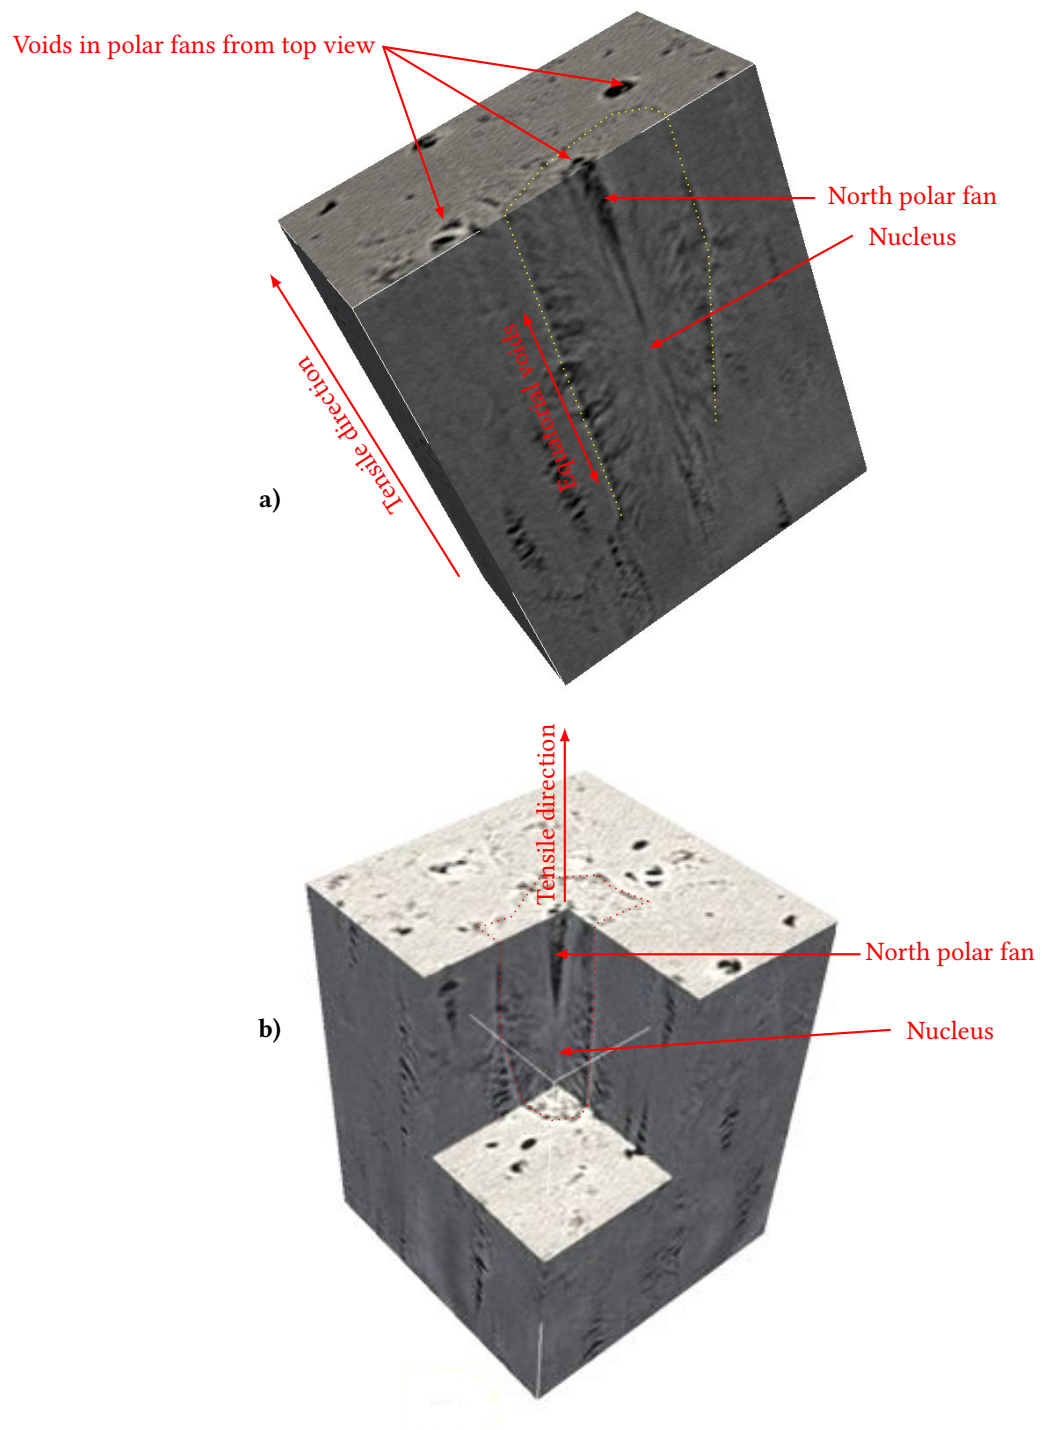 Voids in polar fans from top view
North polar fan
Nucleus
Equatorial voids
Tensile direction
a)
Tensile direction
North polar fan
Nucleus
b)